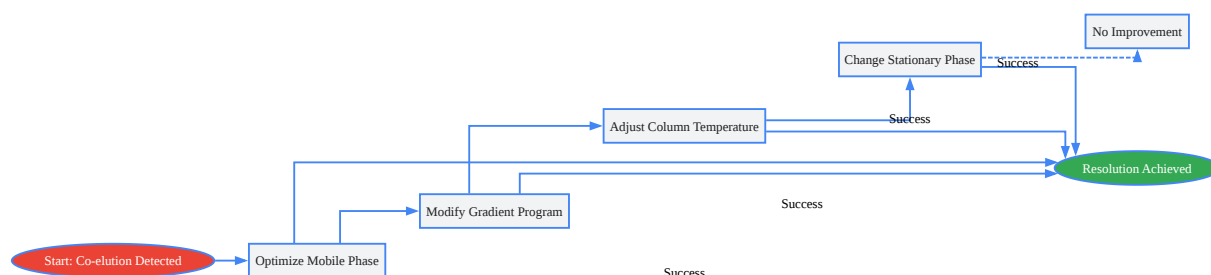 No Improvement
Change Stationary Phase
Success
Adjust Column Temperature
Success
Resolution Achieved
Modify Gradient Program
Success
Start: Co-elution Detected
Optimize Mobile Phase
Success